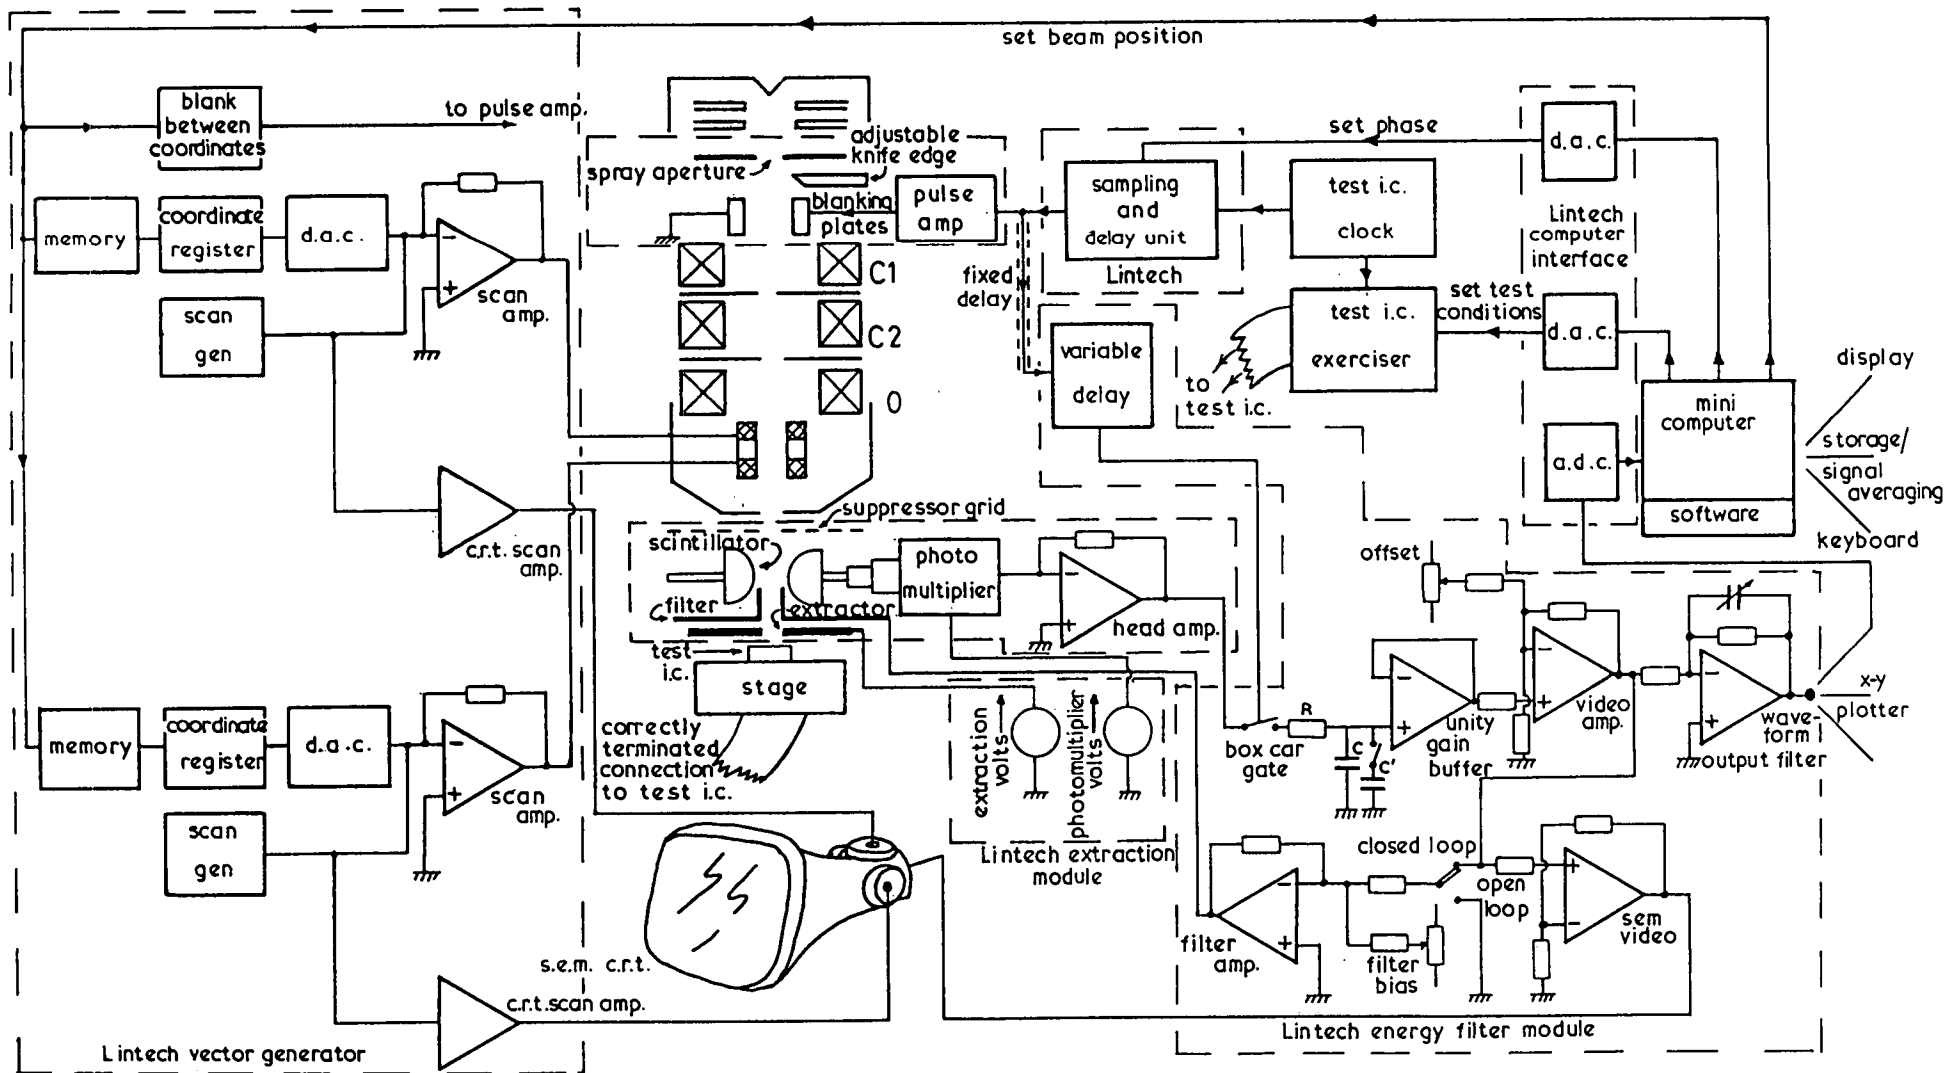 set beam position
blank
between
coordinates
to pulse amp.
memory
coordinate
register
d.a.c.
scan
amp.
scan
gen
c.r.t. scan
amp.
memory
coordinate
register
d.a.c.
scan
amp.
scan
gen
c.r.t. scan amp.
Lintech vector generator
adjustable
knife edge
spray aperture
blanking
plates
pulse
amp
C1
C2
O
fixed
delay
sampling
and
delay unit
Lintech
set phase
test i.c.
clock
test i.c.
exerciser
set test
conditions
to
test i.c.
variable
delay
d.a.c.
Lintech
computer
interface
d.a.c.
a.d.c.
mini
computer
software
display
storage/
signal
averaging
keyboard
suppressor grid
scintillator
photo
multiplier
filter
extractor
head amp.
test
i.c.
stage
correctly
terminated
connection
to test i.c.
extraction
volts
photomultiplier
volts
Lintech extraction
module
s.e.m. c.r.t.
offset
box car
gate
R
C
C'
unity
gain
buffer
video
amp.
wave-
form
output filter
x-y
plotter
closed loop
open
loop
filter
amp.
filter
bias
sem
video
Lintech energy filter module
-
+
-
+
-
+
-
+
-
+
-
+
-
+
+
-